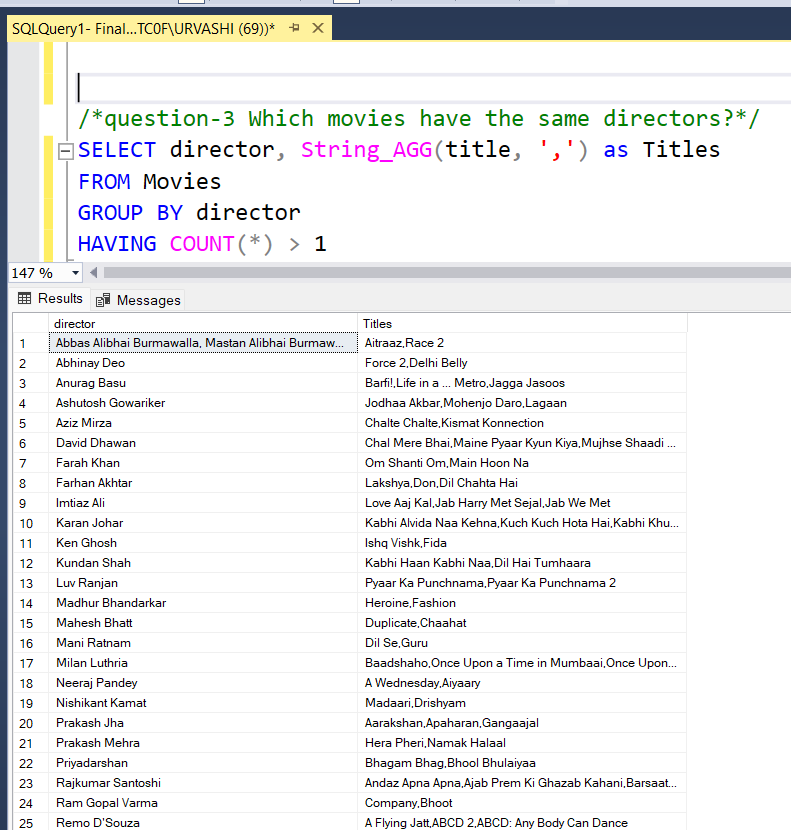 SQLQuery1- Final...TC0F\URVASHI (69))*
/*question-3 Which movies have the same directors?*/
SELECT director, String_AGG(title, ',') as Titles
FROM Movies
GROUP BY director
HAVING COUNT(*) > 1
147 %
Results Messages
director Titles
1 Abbas Alibhai Burmawalla, Mastan Alibhai Burmaw... Aitraaz,Race 2
2 Abhinay Deo Force 2,Delhi Belly
3 Anurag Basu Barfi!,Life in a ... Metro,Jagga Jasoos
4 Ashutosh Gowariker Jodhaa Akbar,Mohenjo Daro,Lagaan
5 Aziz Mirza Chalte Chalte,Kismat Konnection
6 David Dhawan Chal Mere Bhai,Maine Pyaar Kyun Kiya,Mujhse Shaadi ...
7 Farah Khan Om Shanti Om,Main Hoon Na
8 Farhan Akhtar Lakshya,Don,Dil Chahta Hai
9 Imtiaz Ali Love Aaj Kal,Jab Harry Met Sejal,Jab We Met
10 Karan Johar Kabhi Alvida Naa Kehna,Kuch Kuch Hota Hai,Kabhi Khu...
11 Ken Ghosh Ishq Vishk,Fida
12 Kundan Shah Kabhi Haan Kabhi Naa,Dil Hai Tumhaara
13 Luv Ranjan Pyaar Ka Punchnama,Pyaar Ka Punchnama 2
14 Madhur Bhandarkar Heroine,Fashion
15 Mahesh Bhatt Duplicate,Chaahat
16 Mani Ratnam Dil Se,Guru
17 Milan Luthria Baadshaho,Once Upon a Time in Mumbaai,Once Upon...
18 Neeraj Pandey A Wednesday,Aiyaary
19 Nishikant Kamat Madaari,Drishyam
20 Prakash Jha Aarakshan,Apaharan,Gangaajal
21 Prakash Mehra Hera Pheri,Namak Halaal
22 Priyadarshan Bhagam Bhag,Bhool Bhulaiyaa
23 Rajkumar Santoshi Andaz Apna Apna,Ajab Prem Ki Ghazab Kahani,Barsaat...
24 Ram Gopal Varma Company,Bhoot
25 Remo D'Souza A Flying Jatt,ABCD 2,ABCD: Any Body Can Dance